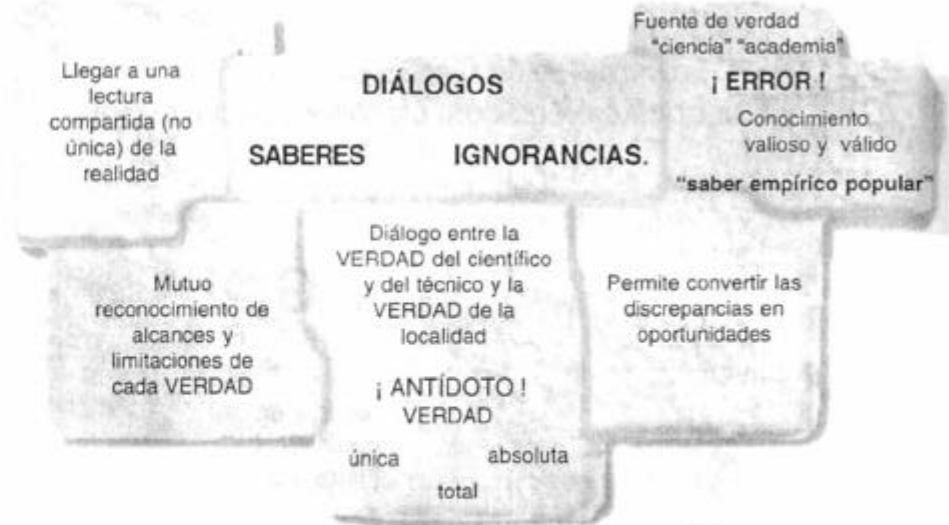 Llegar a una
lectura
compartida (no
única) de la
realidad
DIÁLOGOS
SABERES IGNORANCIAS.
Fuente de verdad
"ciencia" "academia"
¡ ERROR !
Conocimiento
valioso y válido
"saber empírico popular"
Mutuo
reconocimiento de
alcances y
limitaciones de
cada VERDAD
Diálogo entre la
VERDAD del científico
y del técnico y la
VERDAD de la
localidad
¡ ANTÍDOTO !
VERDAD
única absoluta
total
Permite convertir las
discrepancias en
oportunidades